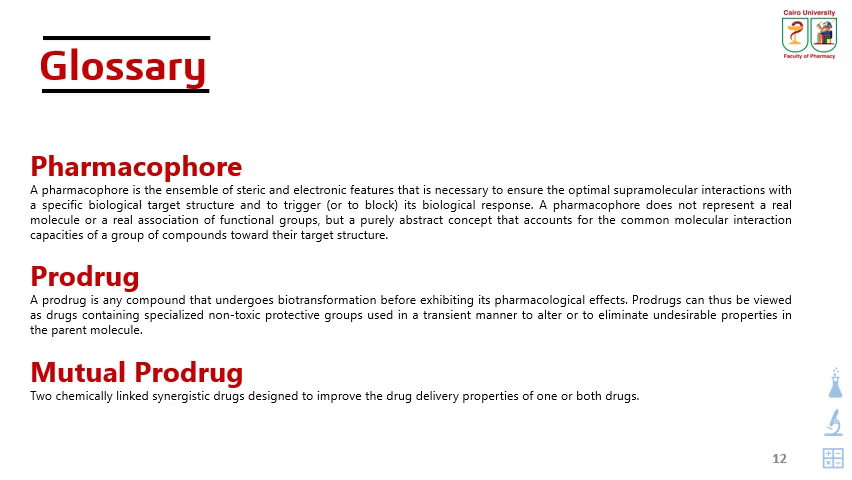 Cairo University
Faculty of Pharmacy
Glossary
Pharmacophore
A pharmacophore is the ensemble of steric and electronic features that is necessary to ensure the optimal supramolecular interactions with
a specific biological target structure and to trigger (or to block) its biological response. A pharmacophore does not represent a real
molecule or a real association of functional groups, but a purely abstract concept that accounts for the common molecular interaction
capacities of a group of compounds toward their target structure.
Prodrug
A prodrug is any compound that undergoes biotransformation before exhibiting its pharmacological effects. Prodrugs can thus be viewed
as drugs containing specialized non-toxic protective groups used in a transient manner to alter or to eliminate undesirable properties in
the parent molecule.
Mutual Prodrug
Two chemically linked synergistic drugs designed to improve the drug delivery properties of one or both drugs.
12